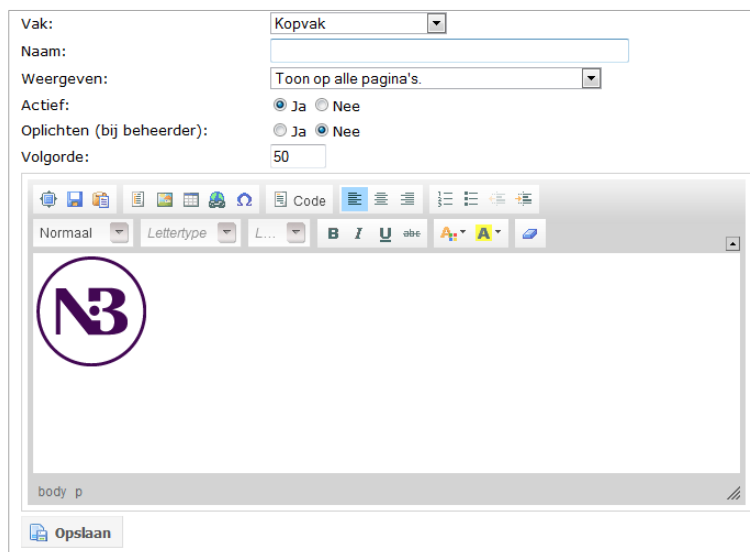 Vak: Kopvak
Naam:
Weergeven: Toon op alle pagina's.
Actief: Ja Nee
Oplichten (bij beheerder): Ja Nee
Volgorde: 50
Ω Code
Normaal Lettertype L... B I U abc A A
NB
body p
Opslaan